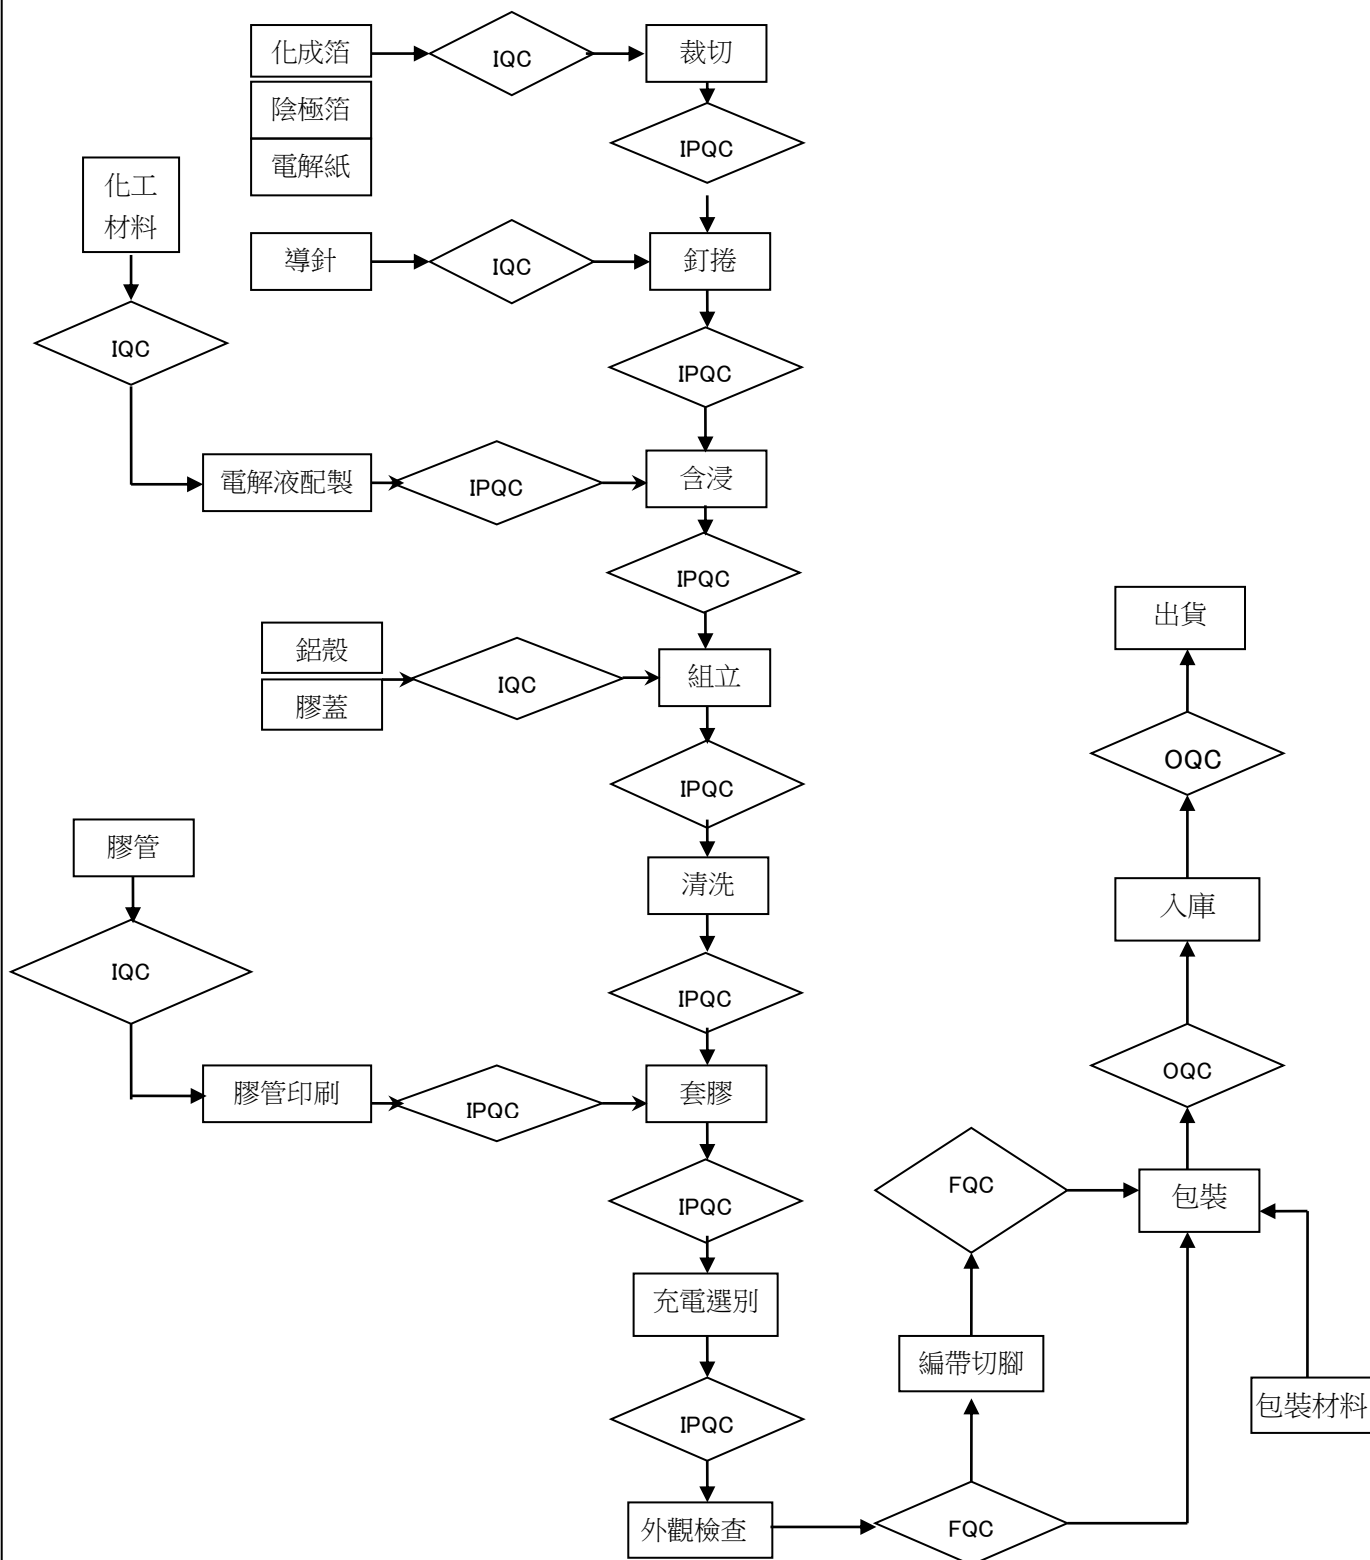 化成箔
IQC
裁切
陰極箔
電解紙
IPQC
化工
材料
導針
IQC
釘捲
IQC
IPQC
電解液配製
IPQC
含浸
IPQC
鋁殼
膠蓋
IQC
組立
IPQC
膠管
清洗
IQC
IPQC
膠管印刷
IPQC
套膠
IPQC
充電選別
IPQC
外觀檢查
FQC
編帶切腳
FQC
包裝
包裝材料
OQC
入庫
OQC
出貨